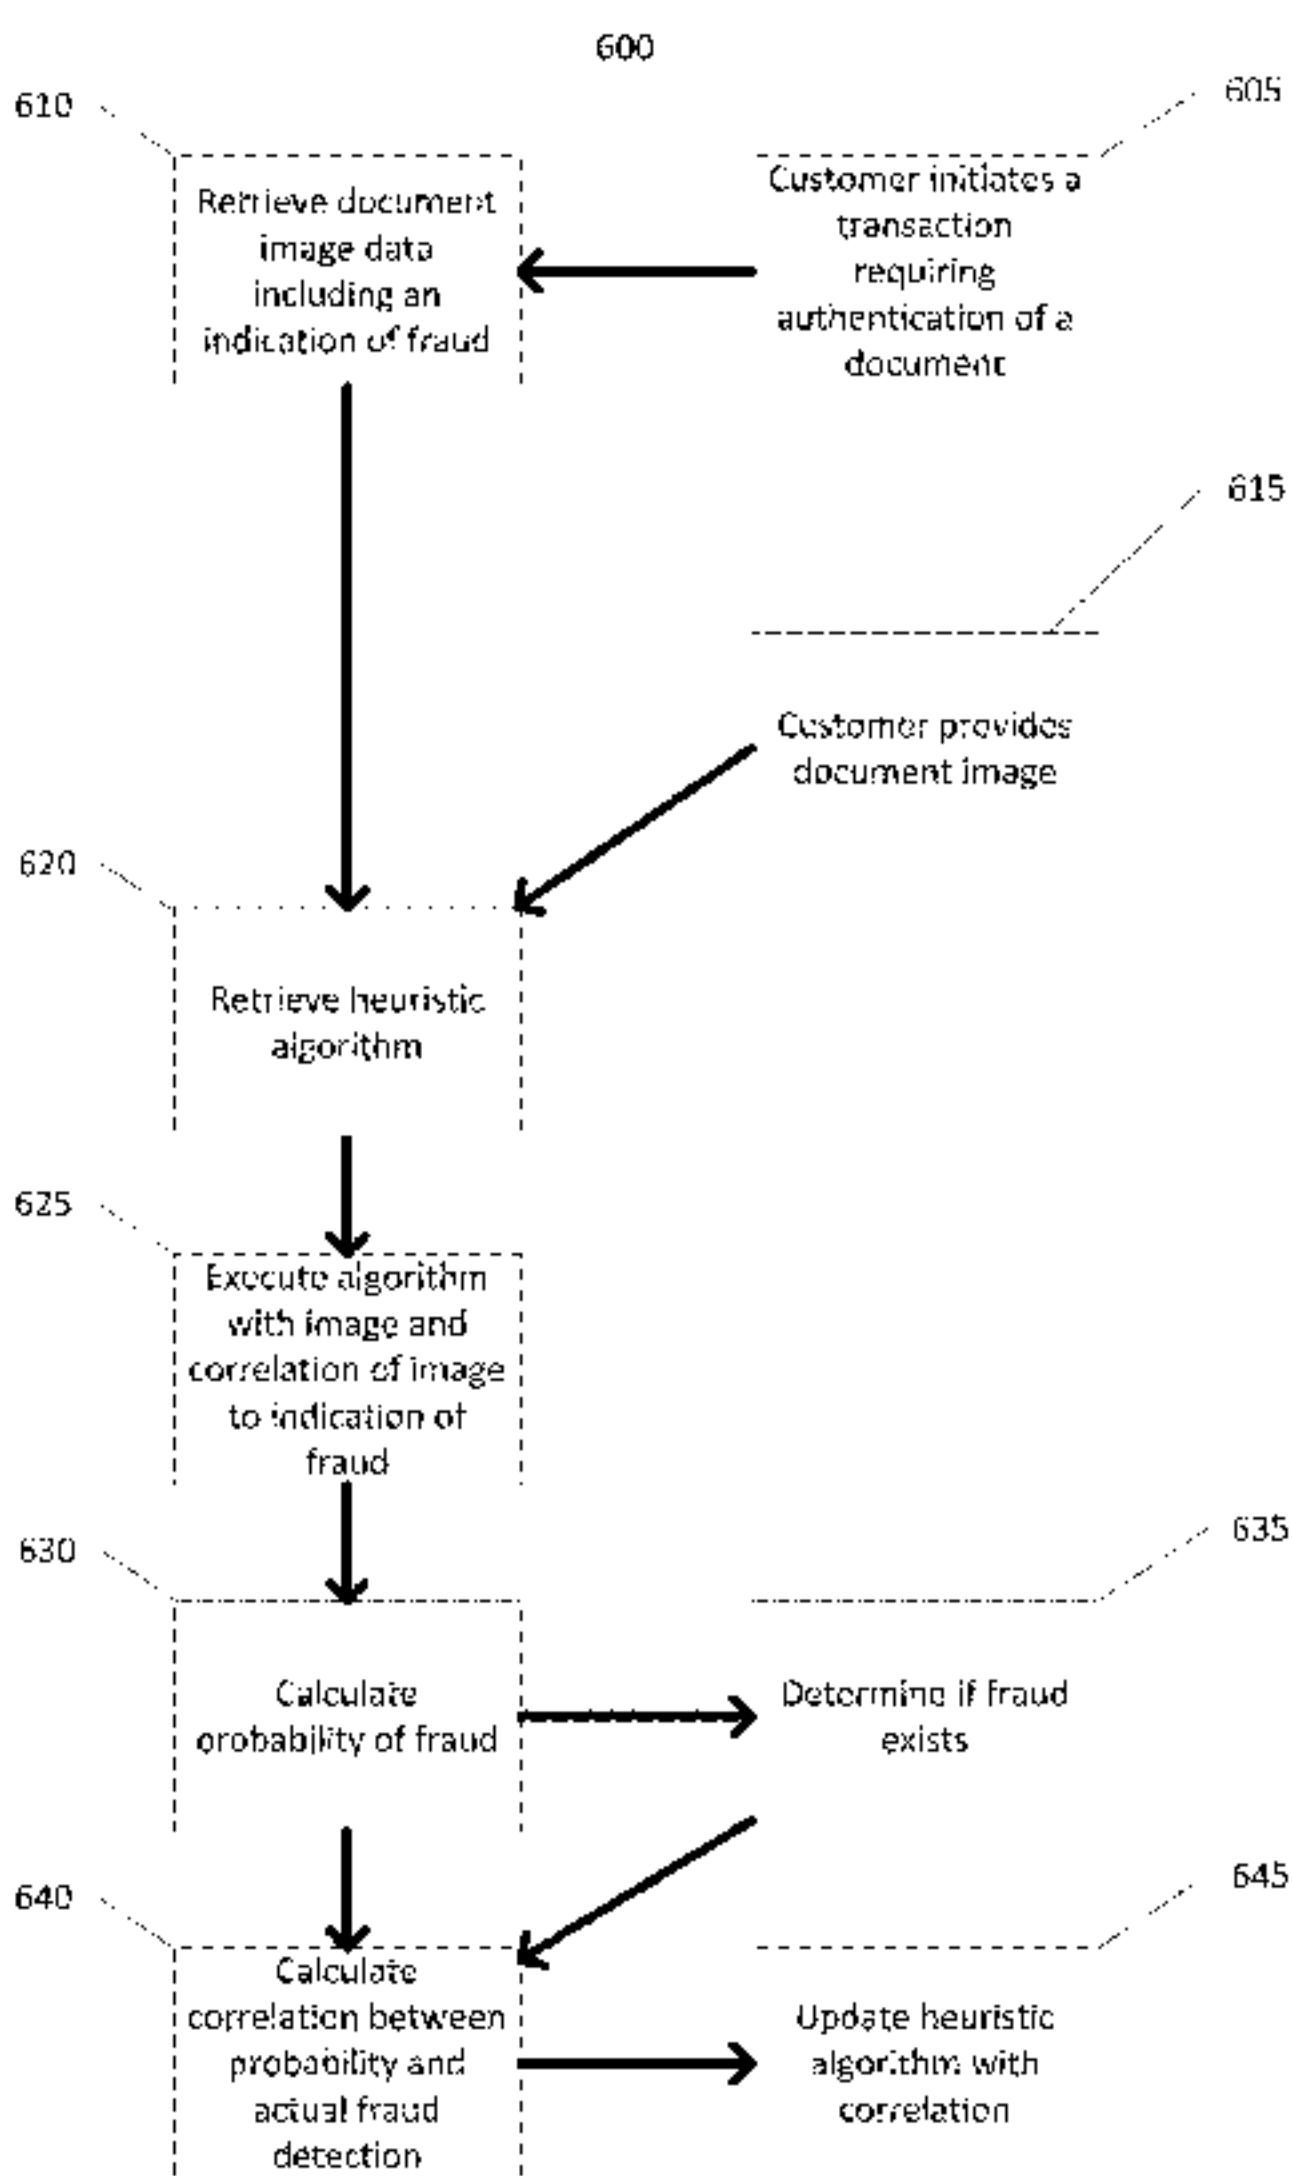 600
610
605
Retrieve document
image data
including an
indication of fraud
Customer initiates a
transaction
requiring
authentication of a
document
615
Customer provides
document image
620
Retrieve heuristic
algorithm
625
Execute algorithm
with image and
correlation of image
to indication of
fraud
630
635
Calculate
probability of fraud
Determine if fraud
exists
640
645
Calculate
correlation between
probability and
actual fraud
detection
Update heuristic
algorithm with
correlation